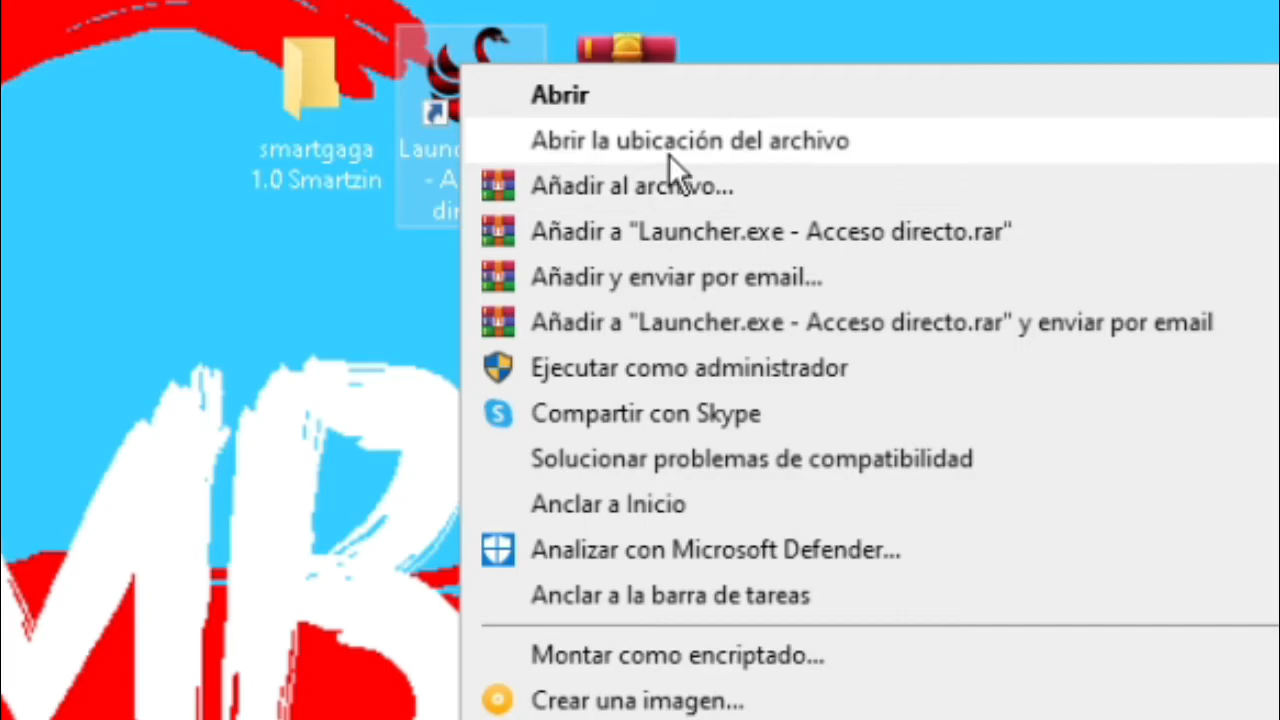 smartgaga
1.0 Smartzin
Abrir
Abrir la ubicación del archivo
Añadir al archivo...
Añadir a "Launcher.exe - Acceso directo.rar"
Añadir y enviar por email...
Añadir a "Launcher.exe - Acceso directo.rar" y enviar por email
Ejecutar como administrador
Compartir con Skype
Solucionar problemas de compatibilidad
Anclar a Inicio
Analizar con Microsoft Defender...
Anclar a la barra de tareas
Montar como encriptado...
Crear una imagen...